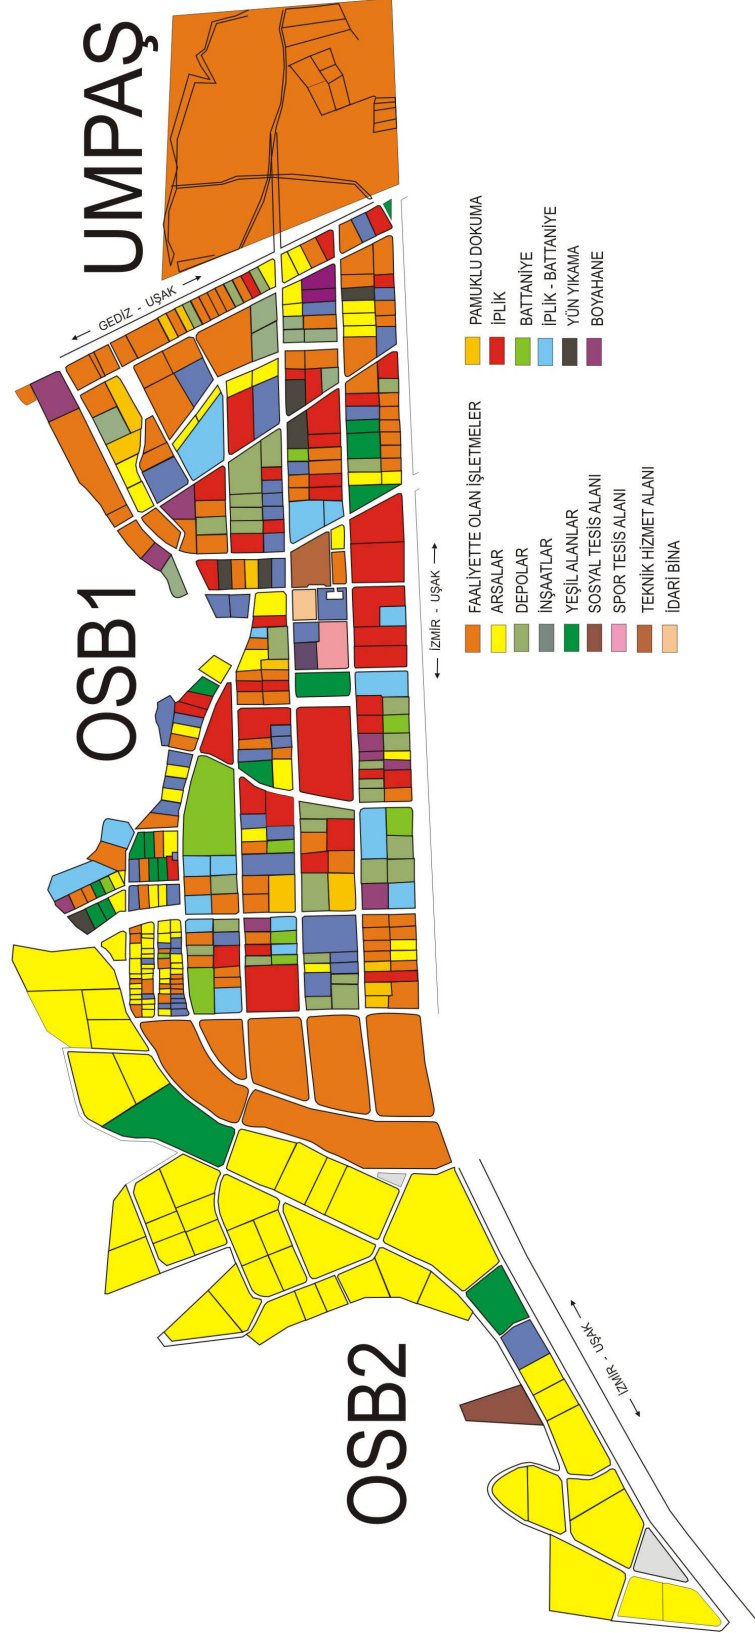 UMPAŞ
GEDİZ - UŞAK
OSB1
İZMİR - UŞAK
OSB2
İZMİR - UŞAK
FAALİYETTE OLAN İŞLETMELER
ARSALAR
DEPOLAR
İNŞAATLAR
YEŞİL ALANLAR
SOSYAL TESİS ALANI
SPOR TESİS ALANI
TEKNİK HİZMET ALANI
İDARİ BİNA
PAMUKLU DOKUMA
İPLİK
BATTANİYE
İPLİK - BATTANİYE
YÜN YIKAMA
BOYAHANE